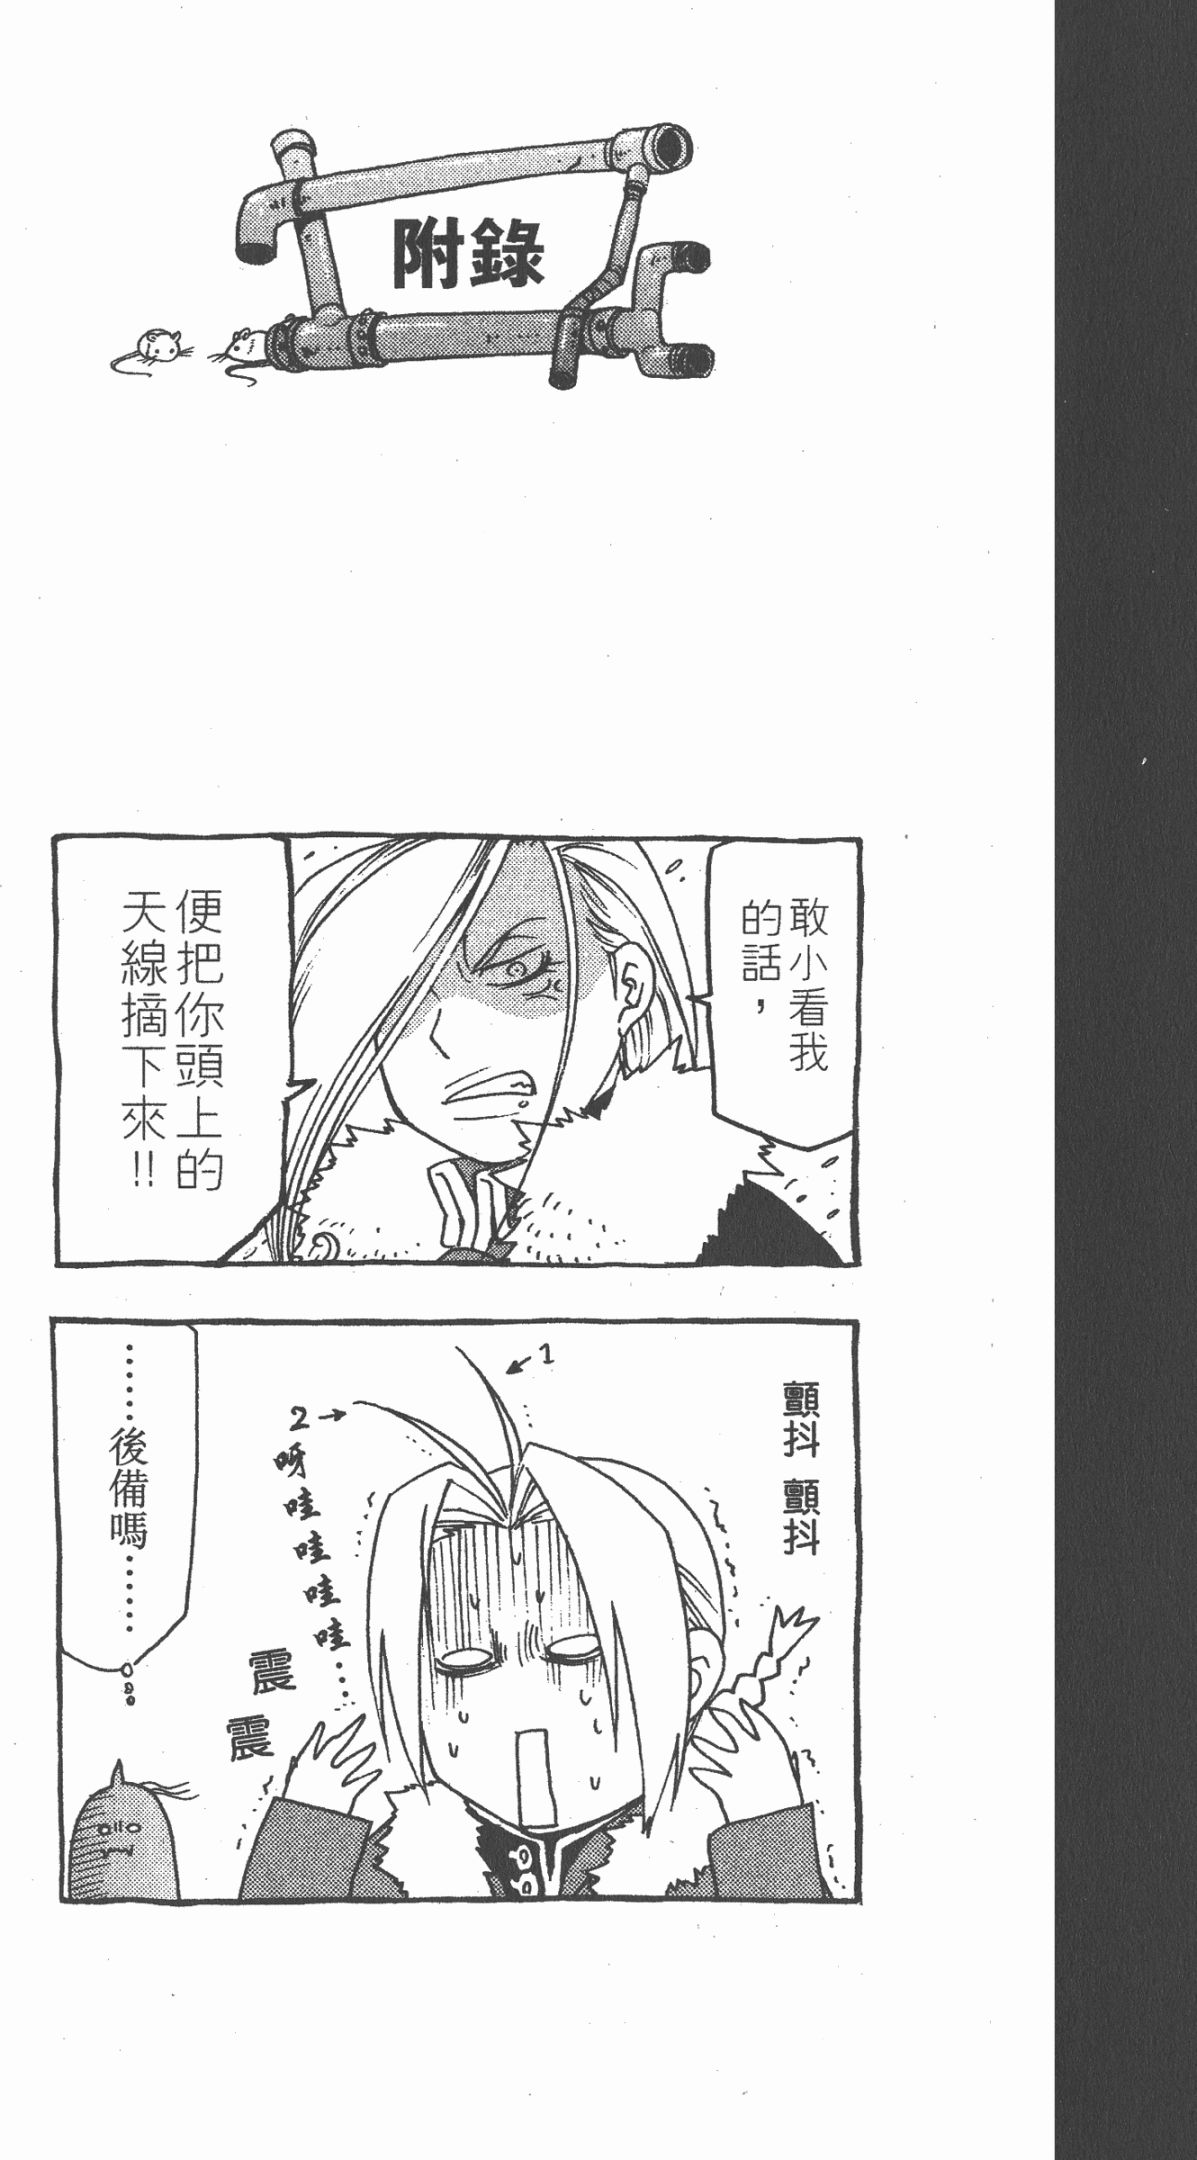 附錄
敢小看我
的話，
便把你頭上的
天線摘下來！！
顫抖 顫抖
1
2
呀哇哇哇哇…
震震
……後備嗎……